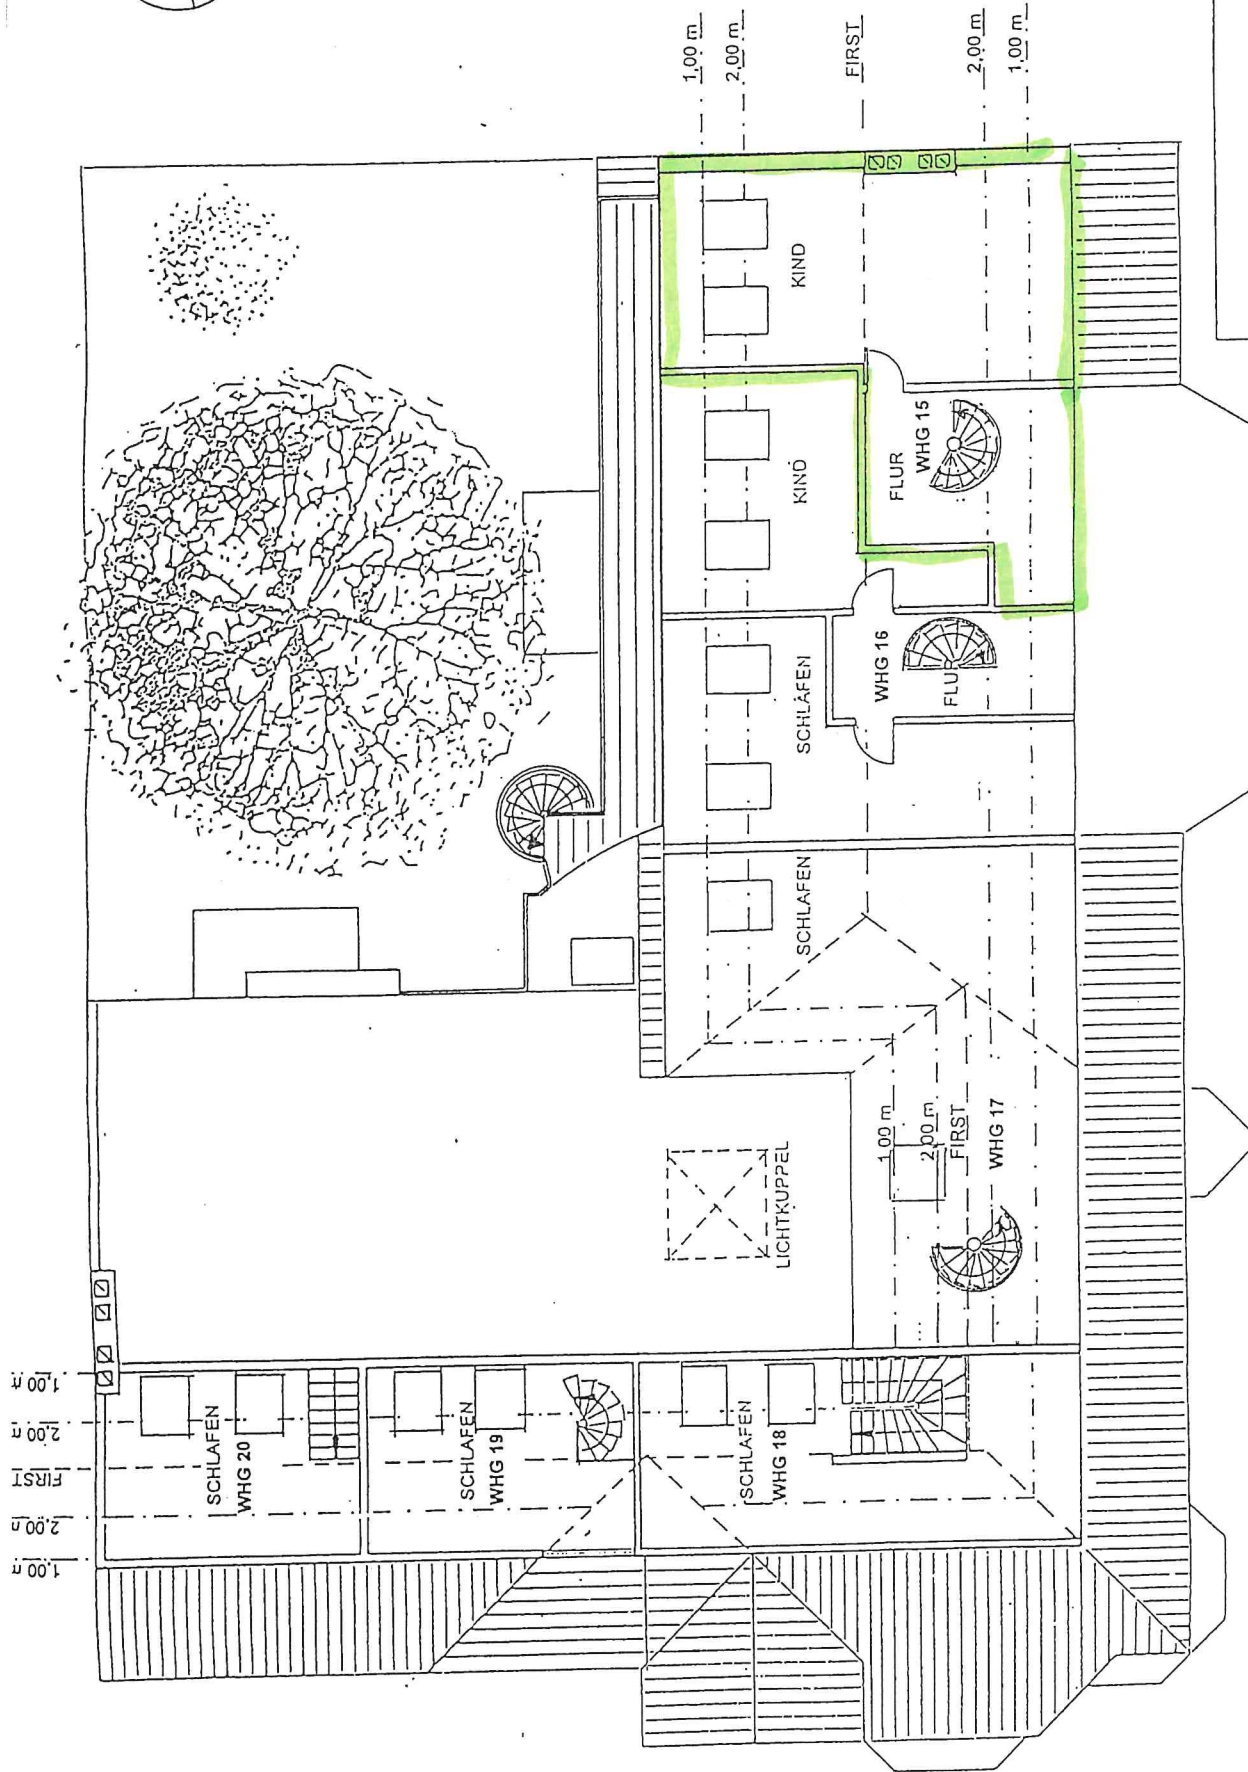 1,00 m
2,00 m
FIRST
2,00 m
1,00 m
KIND
KIND
FLUR
WHG 15
SCHLAFEN
WHG 16
SCHLAFEN
1,00 m
2,00 m
FIRST
WHG 17
LICHTKUPPEL
SCHLAFEN
WHG 18
SCHLAFEN
WHG 19
SCHLAFEN
WHG 20
1,00
2,00
FIRST
2,00
1,00